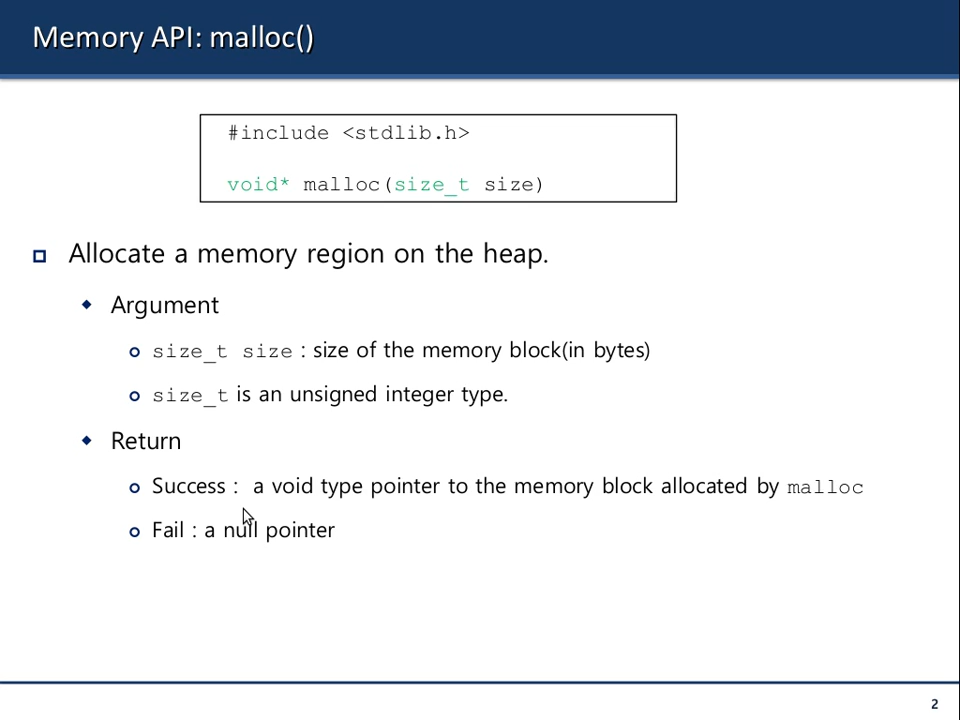 Memory API: malloc()
#include <stdlib.h>
void* malloc(size_t size)
Allocate a memory region on the heap.
Argument
size_t size : size of the memory block(in bytes)
size_t is an unsigned integer type.
Return
Success :  a void type pointer to the memory block allocated by malloc
Fail : a null pointer
2